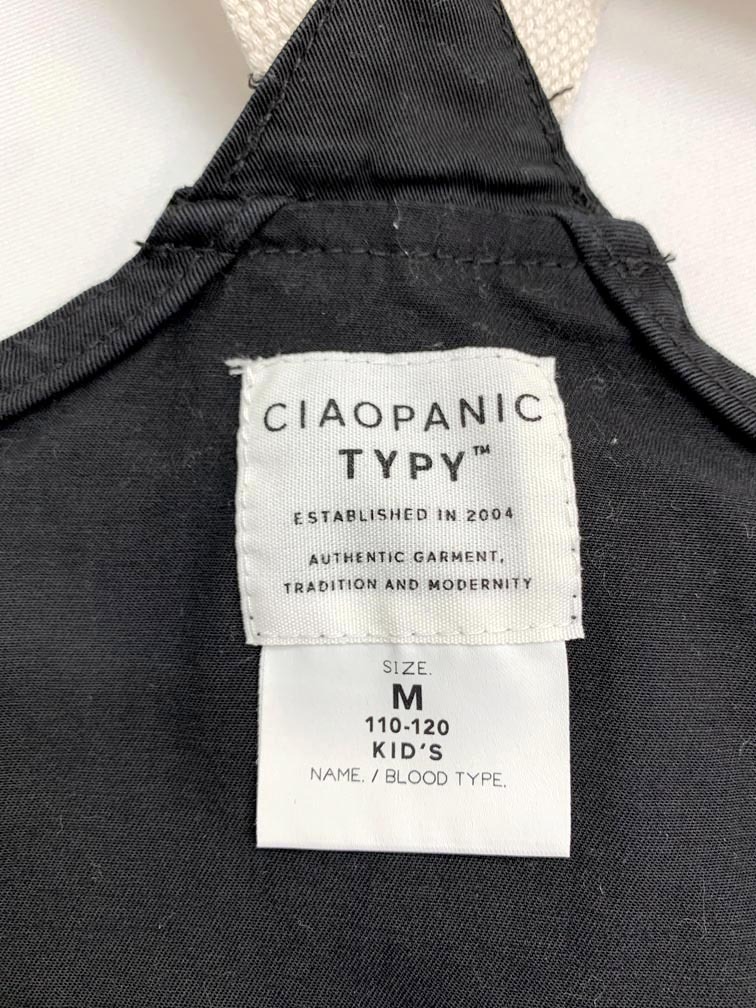 CIAOPANIC
TYPY™
ESTABLISHED IN 2004
AUTHENTIC GARMENT,
TRADITION AND MODERNITY
SIZE.
M
110-120
KID'S
NAME. / BLOOD TYPE.